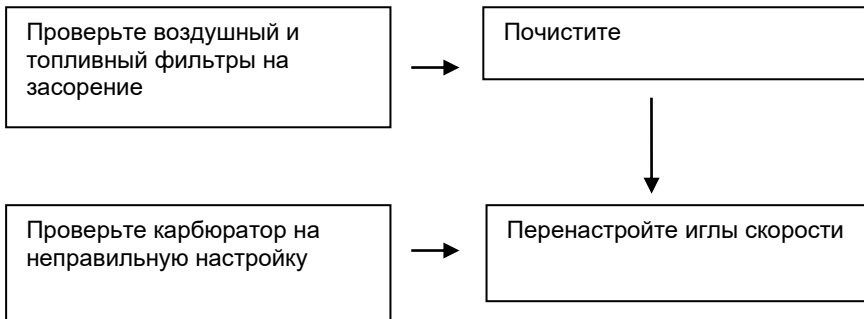 Проверьте воздушный и
топливный фильтры на
засорение
Почистите
Проверьте карбюратор на
неправильную настройку
Перенастройте иглы скорости